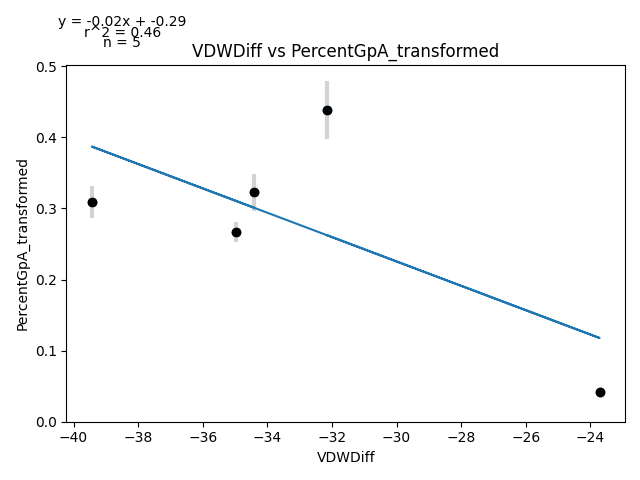 y = -0.02x + -0.29
r^2 = 0.46
n = 5
VDWDiff vs PercentGpA_transformed
PercentGpA_transformed
0.5
0.4
0.3
0.2
0.1
0.0
−40 −38 −36 −34 −32 −30 −28 −26 −24
VDWDiff